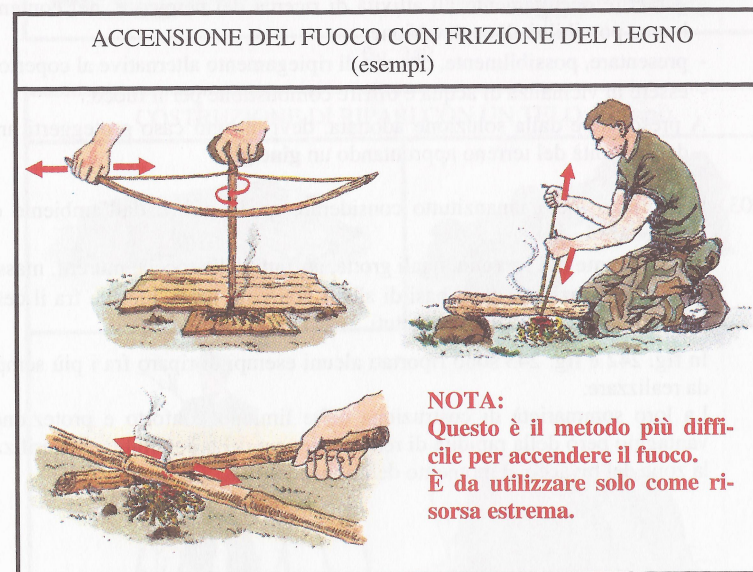 ACCENSIONE DEL FUOCO CON FRIZIONE DEL LEGNO
(esempi)
NOTA:
Questo è il metodo più diffi-
cile per accendere il fuoco.
È da utilizzare solo come ri-
sorsa estrema.